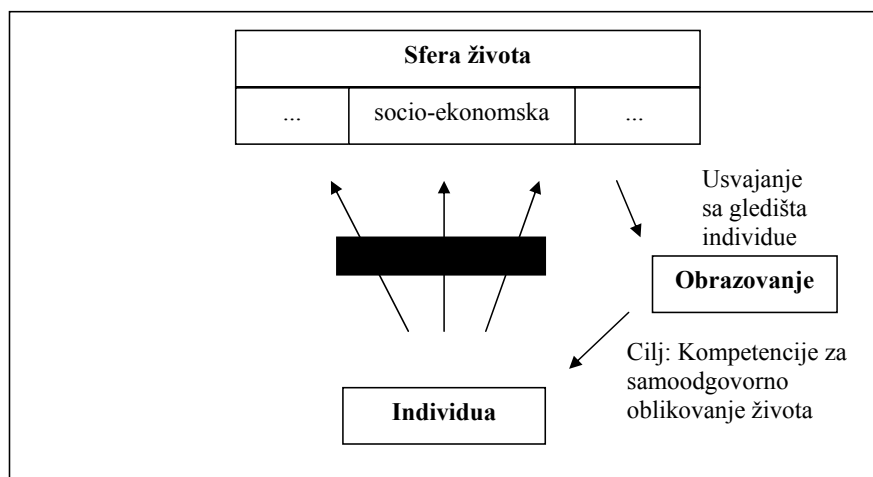 Sfera života
... socio-ekonomska ...
Usvajanje
sa gledišta
individue
Obrazovanje
Cilj: Kompetencije za
samoodgovorno
oblikovanje života
Individua